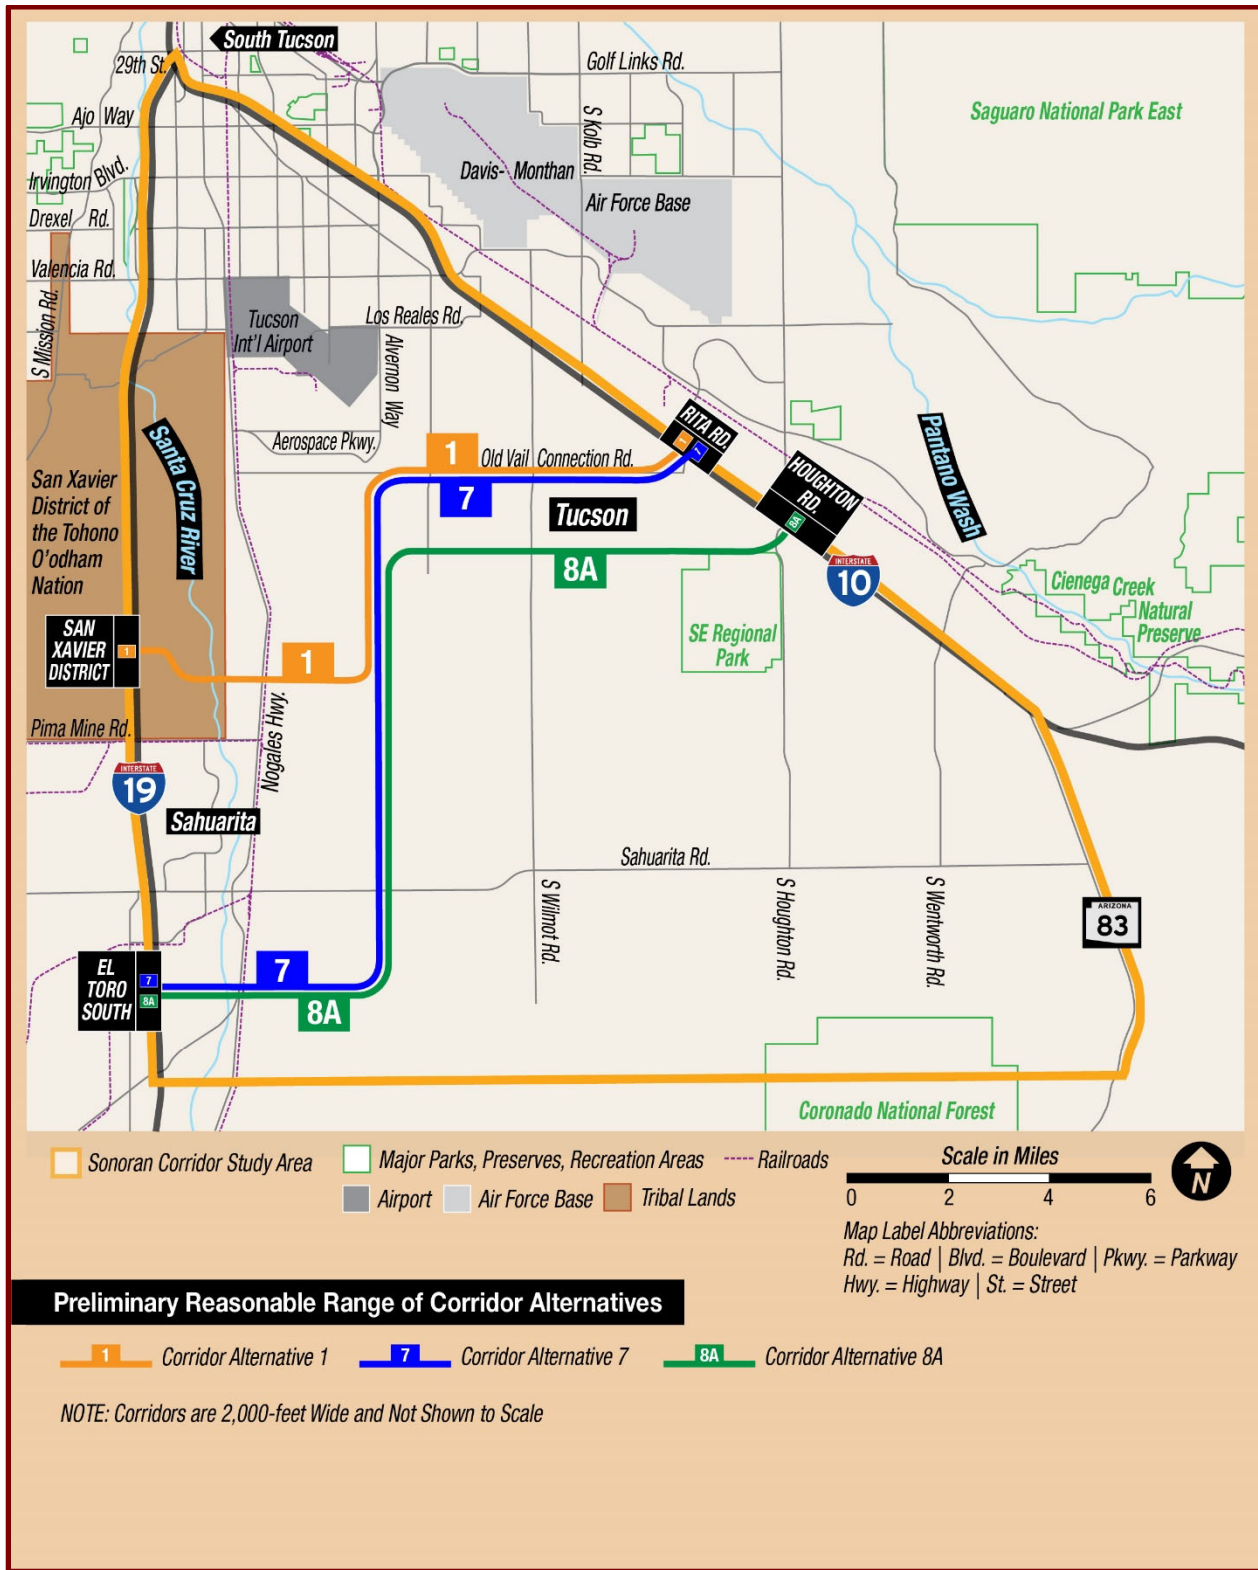 South Tucson
29th St.
Golf Links Rd.
Ajo Way
S Kolb Rd.
Saguaro National Park East
Irvington Blvd.
Davis- Monthan
Air Force Base
Drexel Rd.
Valencia Rd.
S Mission Rd.
Tucson
Int'l Airport
Los Reales Rd.
Alvernon Way
Aerospace Pkwy.
Santa Cruz River
1
Old Vail Connection Rd.
7
RITA RD.
1
7
HOUGHTON
RD.
8A
Pantano Wash
Tucson
San Xavier
District of
the Tohono
O'odham
Nation
8A
INTERSTATE
10
Cienega Creek
Natural
Preserve
SE Regional
Park
SAN
XAVIER
DISTRICT
1
1
Pima Mine Rd.
Nogales Hwy.
INTERSTATE
19
Sahuarita
Sahuarita Rd.
S Wilmot Rd.
S Houghton Rd.
S Wentworth Rd.
ARIZONA
83
EL
TORO
SOUTH
7
8A
7
8A
Coronado National Forest
Sonoran Corridor Study Area
Major Parks, Preserves, Recreation Areas
Railroads
Airport
Air Force Base
Tribal Lands
Scale in Miles
0 2 4 6
N
Map Label Abbreviations:
Rd. = Road | Blvd. = Boulevard | Pkwy. = Parkway
Hwy. = Highway | St. = Street
Preliminary Reasonable Range of Corridor Alternatives
1 Corridor Alternative 1
7 Corridor Alternative 7
8A Corridor Alternative 8A
NOTE: Corridors are 2,000-feet Wide and Not Shown to Scale